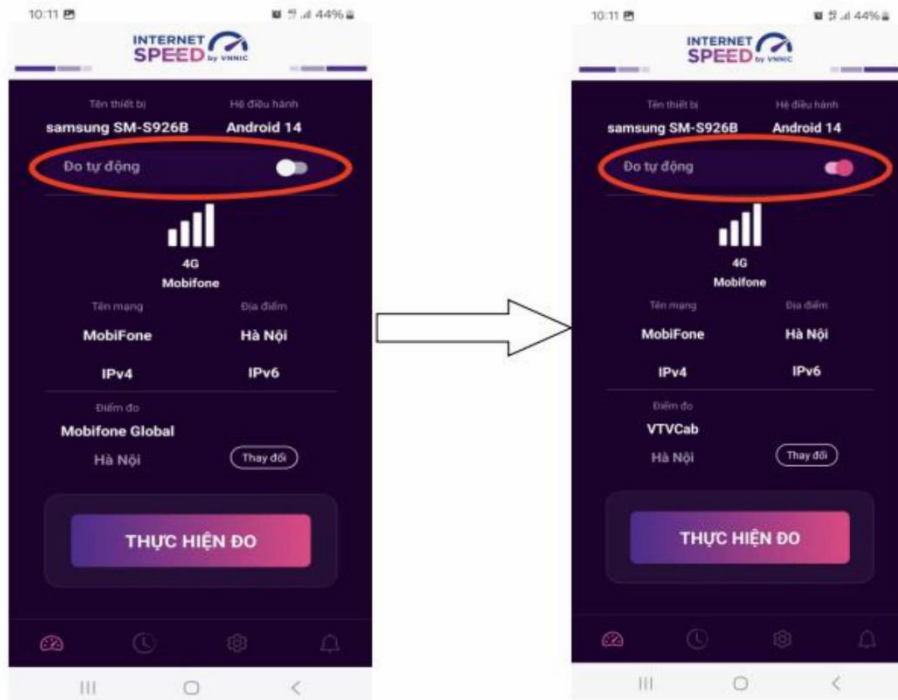 10:11
44%
INTERNET
SPEED by VNNIC
Tên thiết bị Hệ điều hành
samsung SM-S926B Android 14
Đo tự động
4G
Mobifone
Tên mạng Địa điểm
MobiFone Hà Nội
IPv4 IPv6
Điểm đo
Mobifone Global
Hà Nội Thay đổi
THỰC HIỆN ĐO
10:11
44%
INTERNET
SPEED by VNNIC
Tên thiết bị Hệ điều hành
samsung SM-S926B Android 14
Đo tự động
4G
Mobifone
Tên mạng Địa điểm
MobiFone Hà Nội
IPv4 IPv6
Điểm đo
VTVCab
Hà Nội Thay đổi
THỰC HIỆN ĐO